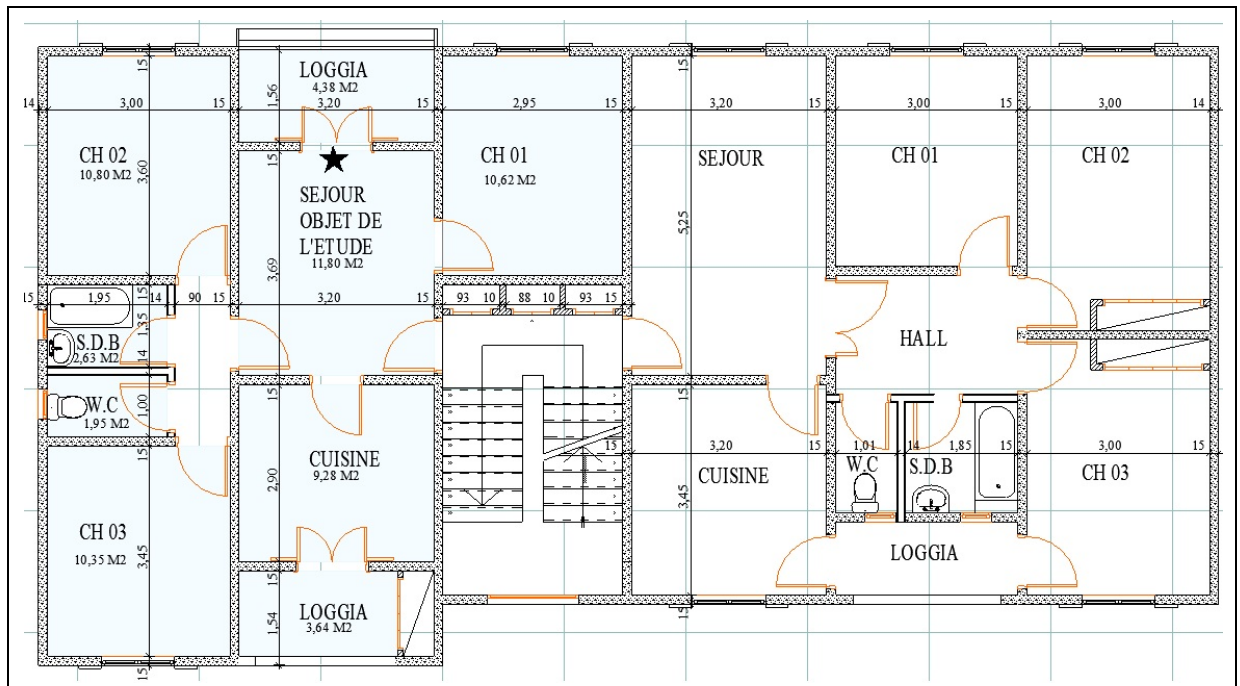 LOGGIA
4,38 M2
15
15
1,56
15
14
3,00
15
3,20
15
2,95
15
3,20
15
3,00
15
3,00
14
CH 02
10,80 M2
3,60
15
CH 01
10,62 M2
SEJOUR
CH 01
CH 02
SEJOUR
OBJET DE
L'ETUDE
11,80 M2
5,25
3,69
15
1,95
14
90
15
3,20
15
93
10
88
10
93
15
15
1,35
S.D.B
2,63 M2
14
HALL
W.C
1,95 M2
1,00
15
15
15
CUISINE
9,28 M2
2,90
15
3,20
15
1,01
14
1,85
15
3,00
14
W.C
S.D.B
CUISINE
3,45
CH 03
CH 03
10,35 M2
3,45
LOGGIA
15
LOGGIA
3,64 M2
1,54
15
15